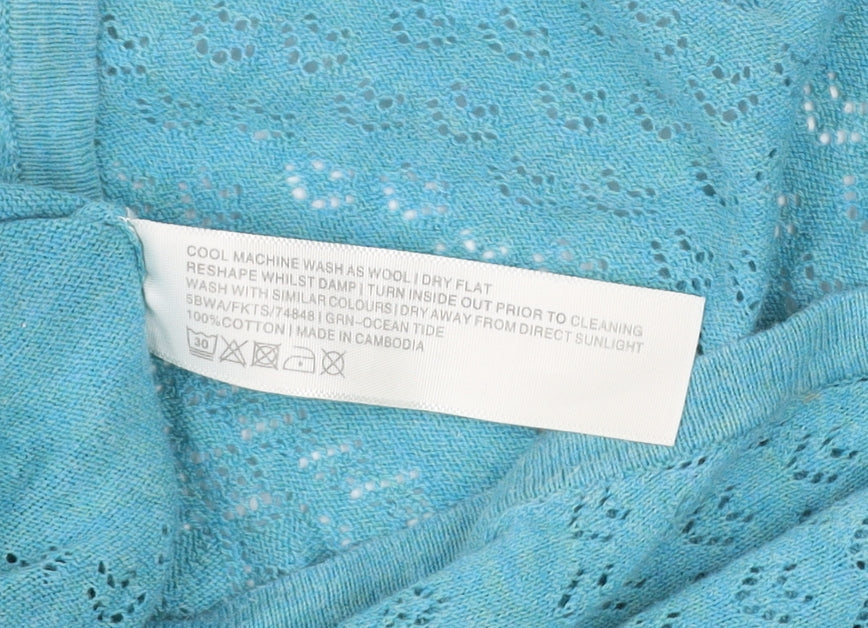 COOL MACHINE WASH AS WOOL | DRY FLAT
RESHAPE WHILST DAMP | TURN INSIDE OUT PRIOR TO CLEANING
WASH WITH SIMILAR COLOURS | DRY AWAY FROM DIRECT SUNLIGHT
5BWA/FKTS/74848 | GRN-OCEAN TIDE
100%COTTON | MADE IN CAMBODIA
30